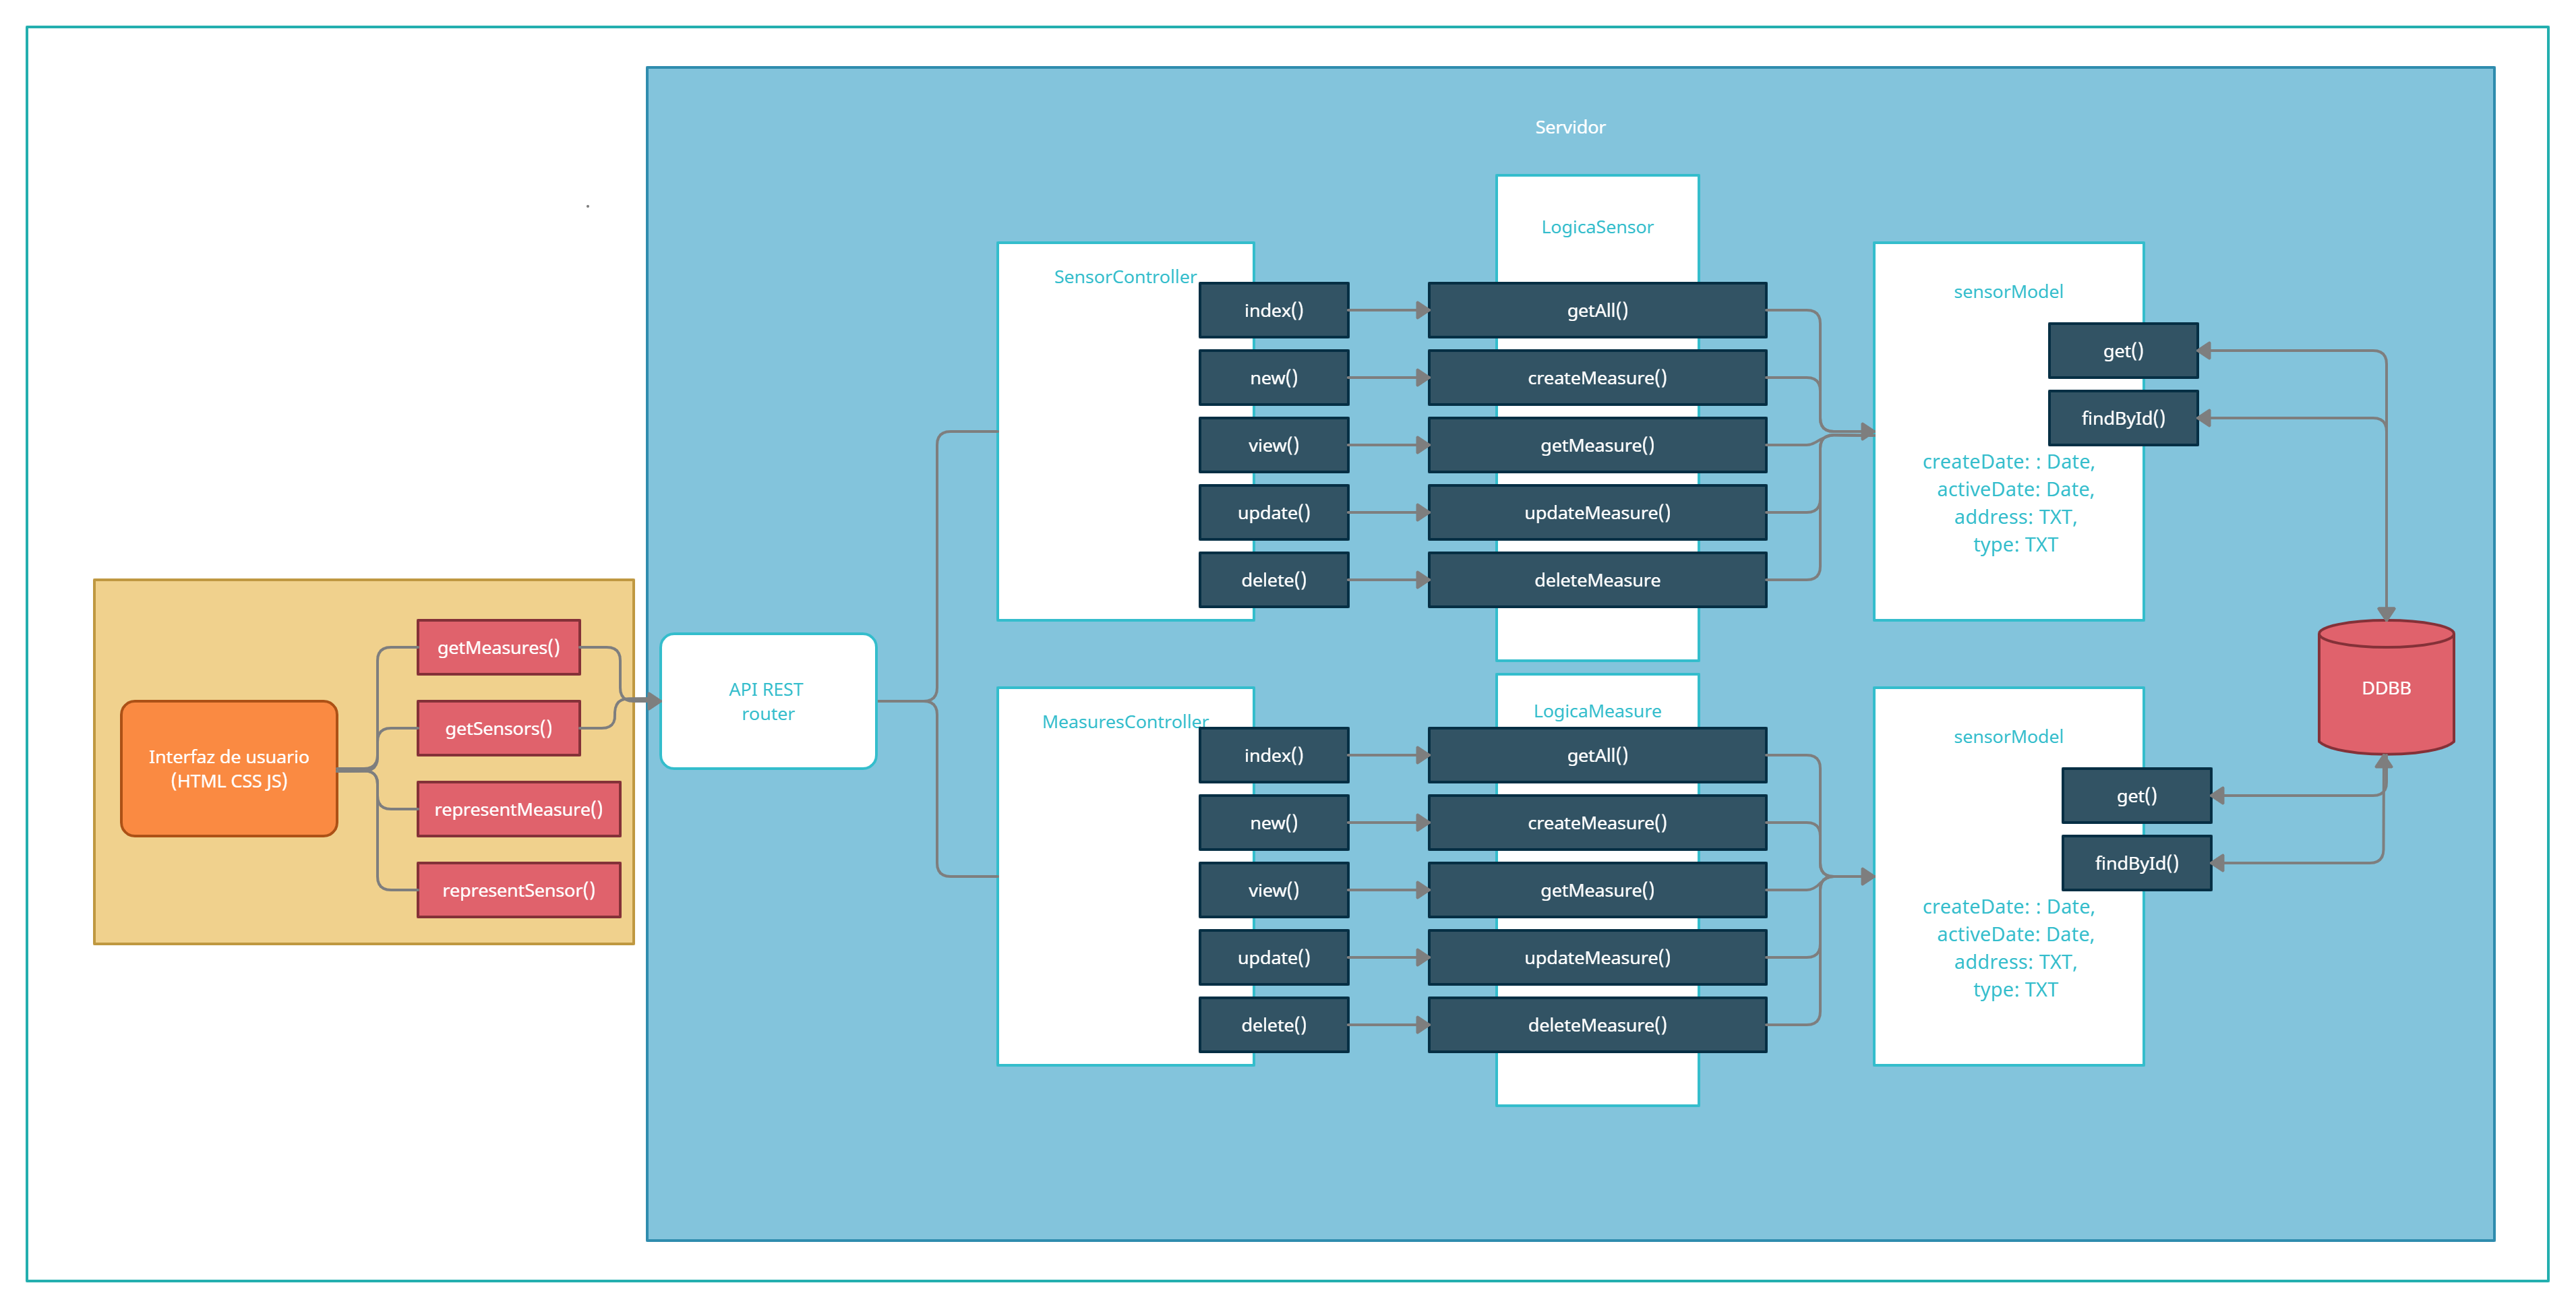 Servidor
Interfaz de usuario
(HTML CSS JS)
getMeasures()
getSensors()
representMeasure()
representSensor()
API REST
router
SensorController
index()
new()
view()
update()
delete()
LogicaSensor
getAll()
createMeasure()
getMeasure()
updateMeasure()
deleteMeasure
sensorModel
get()
findById()
createDate: : Date,
activeDate: Date,
address: TXT,
type: TXT
MeasuresController
index()
new()
view()
update()
delete()
LogicaMeasure
getAll()
createMeasure()
getMeasure()
updateMeasure()
deleteMeasure()
sensorModel
get()
findById()
createDate: : Date,
activeDate: Date,
address: TXT,
type: TXT
DDBB